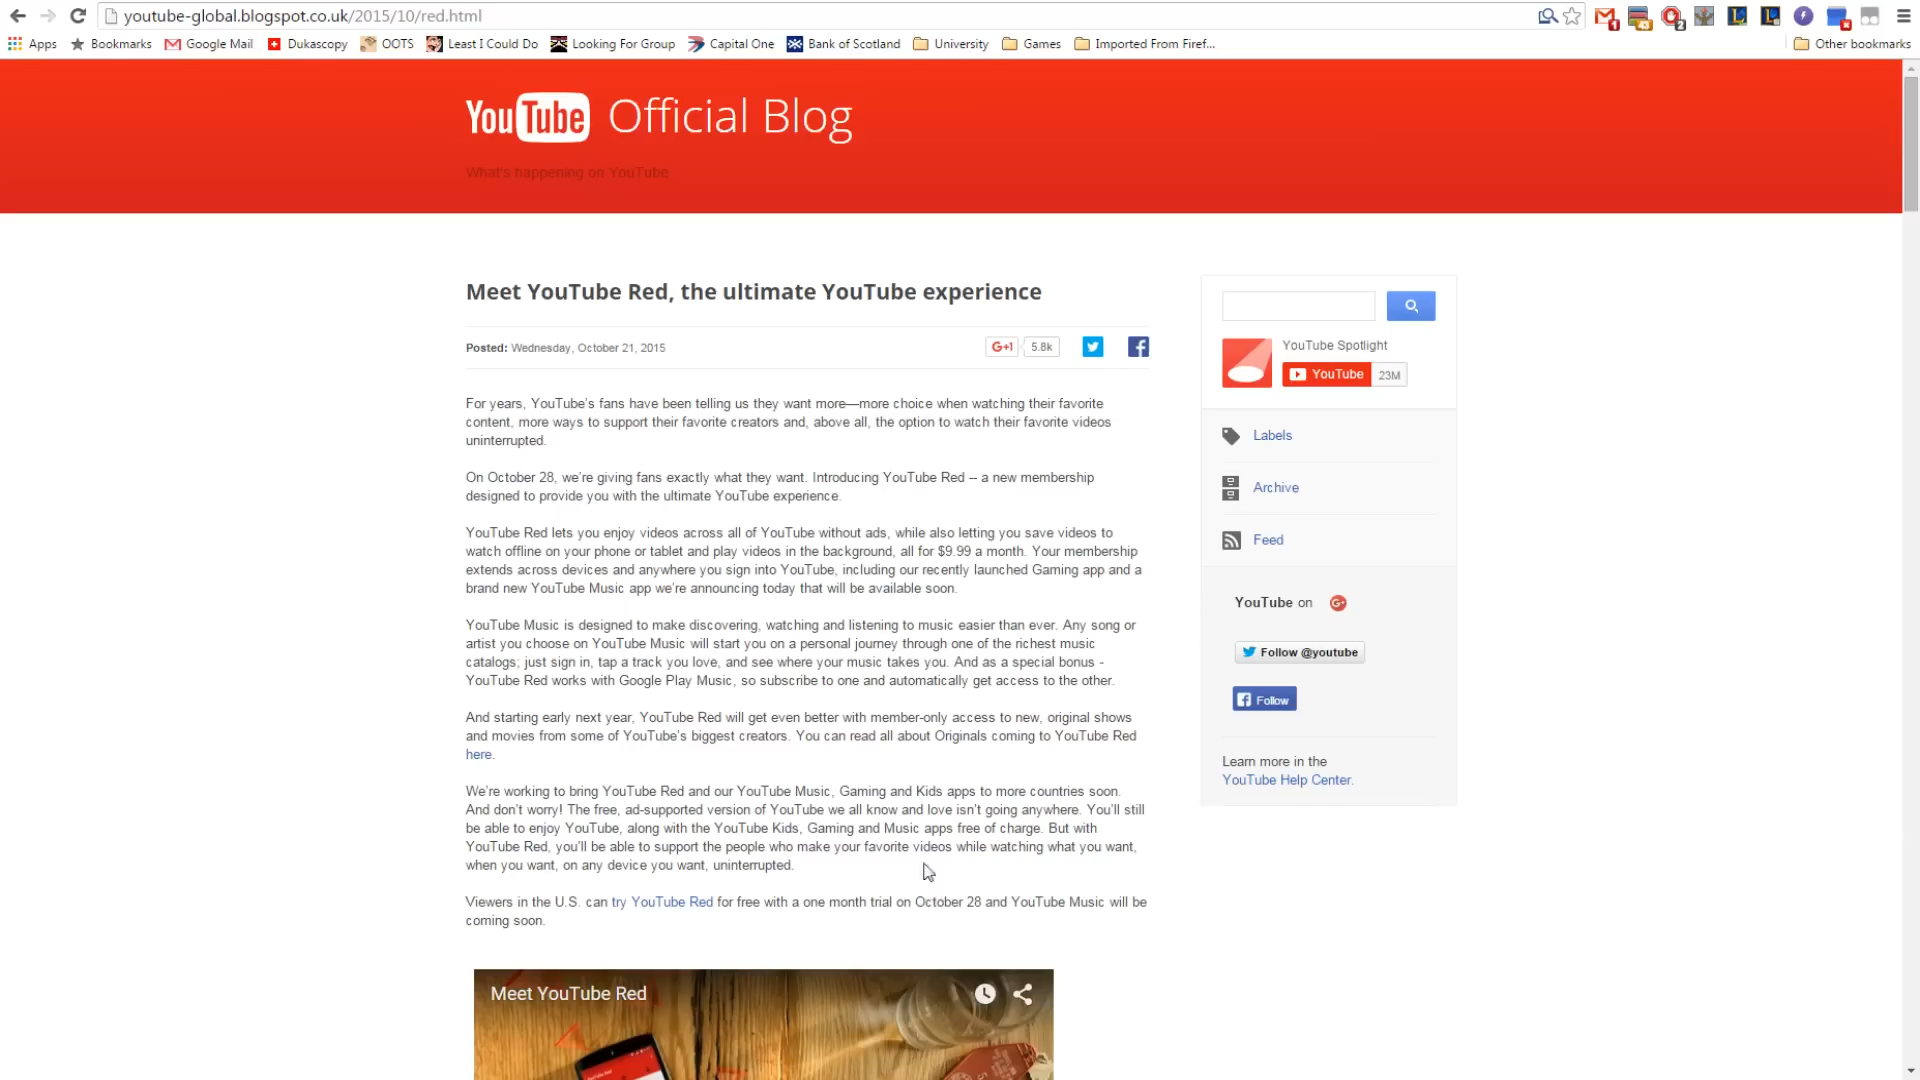 youtube-global.blogspot.co.uk/2015/10/red.html
Apps Bookmarks Google Mail Dukascopy OOTS Least I Could Do Looking For Group Capital One Bank of Scotland University Games Imported From Firef... Other bookmarks
YouTube Official Blog
What's happening on YouTube
Meet YouTube Red, the ultimate YouTube experience
Posted: Wednesday, October 21, 2015
G+1 5.8k
For years, YouTube's fans have been telling us they want more—more choice when watching their favorite
content, more ways to support their favorite creators and, above all, the option to watch their favorite videos
uninterrupted.
On October 28, we're giving fans exactly what they want. Introducing YouTube Red -- a new membership
designed to provide you with the ultimate YouTube experience.
YouTube Red lets you enjoy videos across all of YouTube without ads, while also letting you save videos to
watch offline on your phone or tablet and play videos in the background, all for $9.99 a month. Your membership
extends across devices and anywhere you sign into YouTube, including our recently launched Gaming app and a
brand new YouTube Music app we're announcing today that will be available soon.
YouTube Music is designed to make discovering, watching and listening to music easier than ever. Any song or
artist you choose on YouTube Music will start you on a personal journey through one of the richest music
catalogs; just sign in, tap a track you love, and see where your music takes you. And as a special bonus -
YouTube Red works with Google Play Music, so subscribe to one and automatically get access to the other.
And starting early next year, YouTube Red will get even better with member-only access to new, original shows
and movies from some of YouTube's biggest creators. You can read all about Originals coming to YouTube Red
here.
We're working to bring YouTube Red and our YouTube Music, Gaming and Kids apps to more countries soon.
And don't worry! The free, ad-supported version of YouTube we all know and love isn't going anywhere. You'll still
be able to enjoy YouTube, along with the YouTube Kids, Gaming and Music apps free of charge. But with
YouTube Red, you'll be able to support the people who make your favorite videos while watching what you want,
when you want, on any device you want, uninterrupted.
Viewers in the U.S. can try YouTube Red for free with a one month trial on October 28 and YouTube Music will be
coming soon.
Meet YouTube Red
YouTube Spotlight
YouTube 23M
Labels
Archive
Feed
YouTube on
Follow @youtube
Follow
Learn more in the
YouTube Help Center.